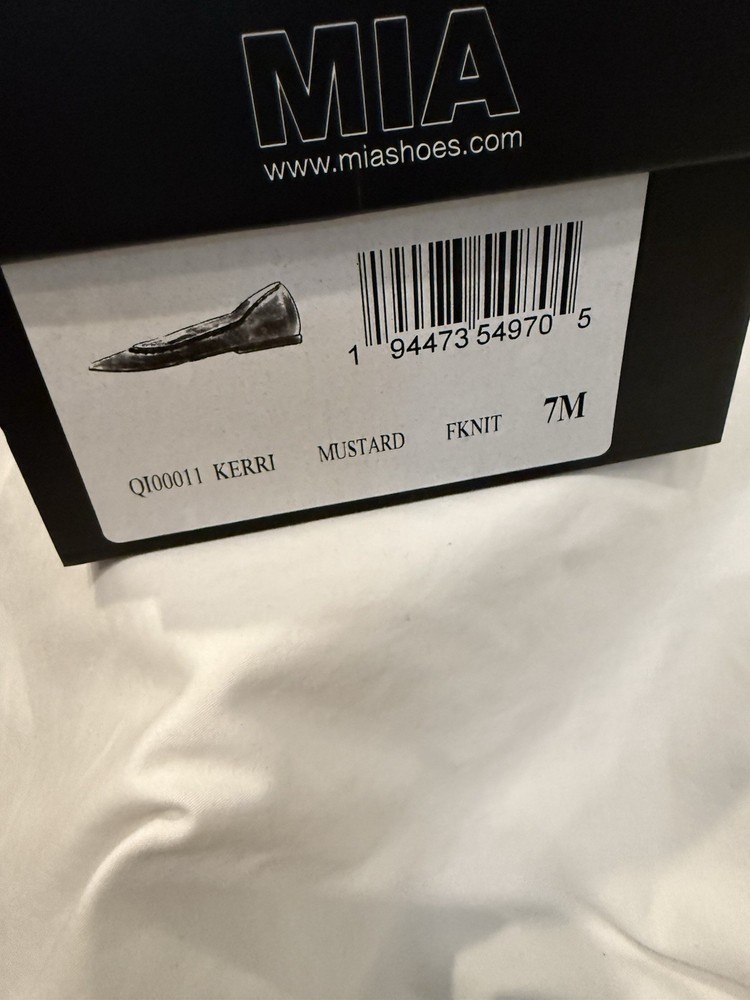 MIA
www.miashoes.com
1 94473 54970 5
QI00011 KERRI MUSTARD FKNIT 7M